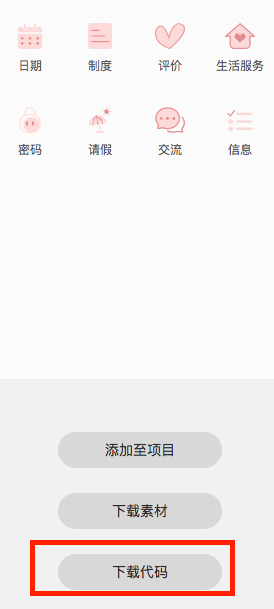 日期 制度 评价 生活服务
密码 请假 交流 信息
添加至项目
下载素材
下载代码